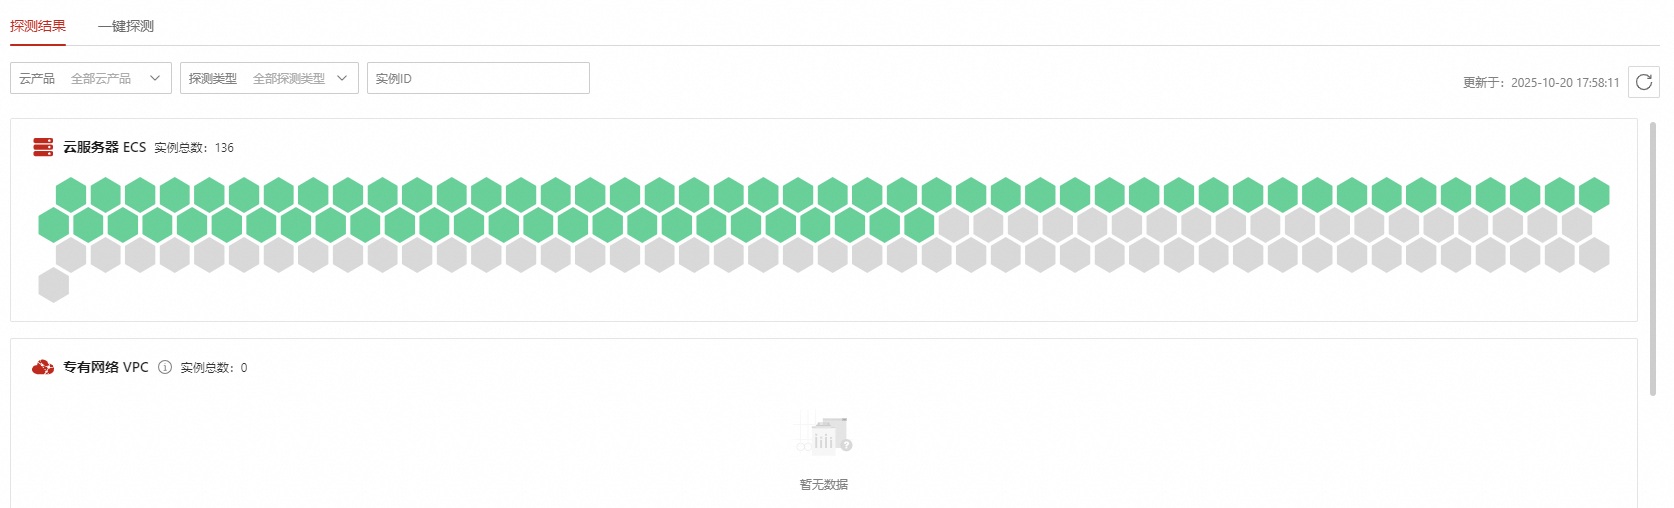 探测结果 一键探测
云产品 全部云产品 探测类型 全部探测类型 实例ID 更新于：2025-10-20 17:58:11
云服务器 ECS 实例总数：136
专有网络 VPC 实例总数：0
暂无数据